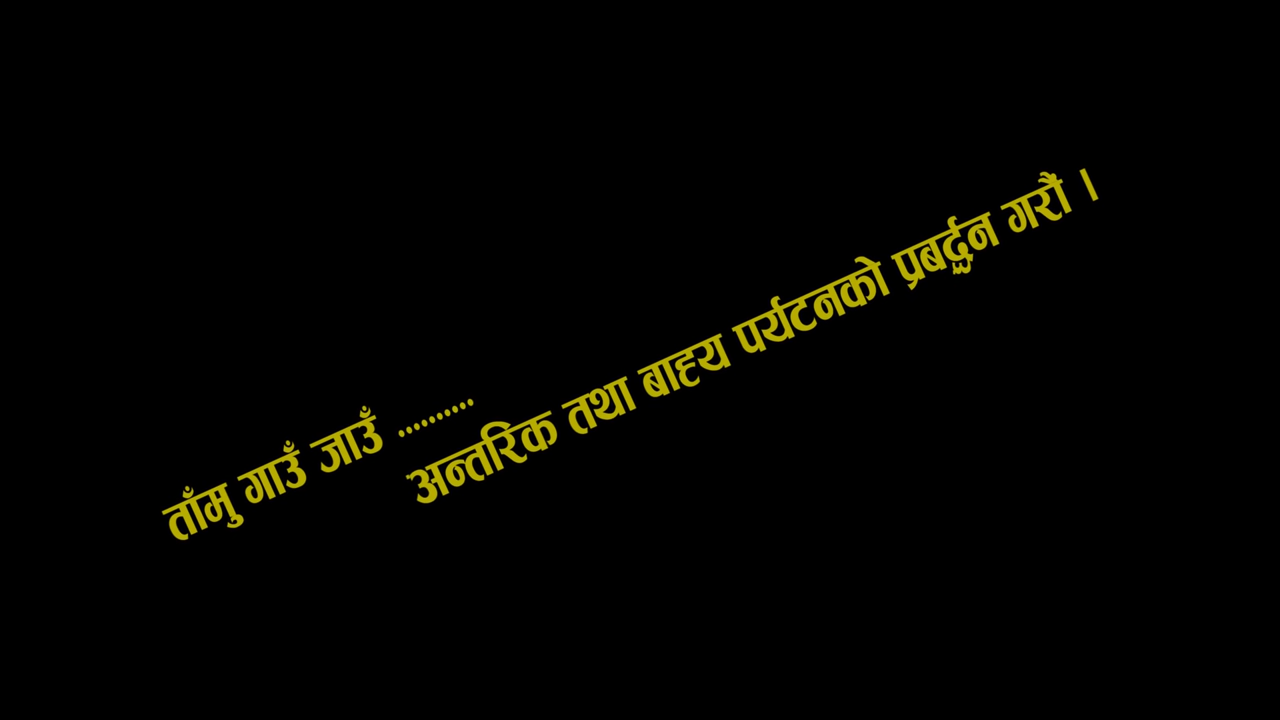 ताँमु गाउँ जाउँ ..........
अन्तरिक तथा बाह्य पर्यटनको प्रबर्द्धन गरौं ।